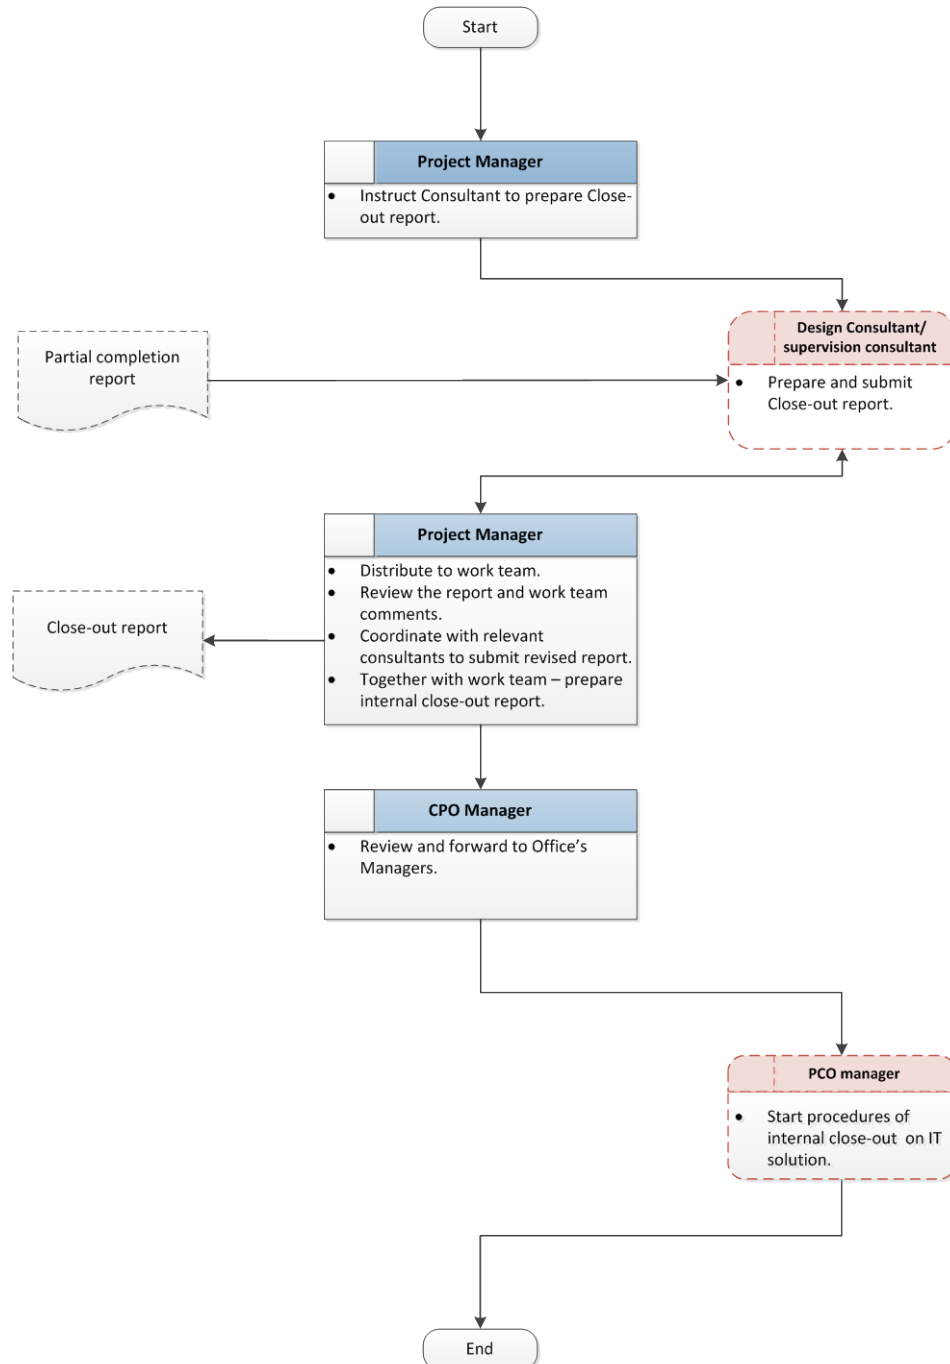 Start
Project Manager
• Instruct Consultant to prepare Close-
out report.
Design Consultant/
supervision consultant
• Prepare and submit
Close-out report.
Partial completion
report
Project Manager
• Distribute to work team.
• Review the report and work team
comments.
• Coordinate with relevant
consultants to submit revised report.
• Together with work team – prepare
internal close-out report.
Close-out report
CPO Manager
• Review and forward to Office’s
Managers.
PCO manager
• Start procedures of
internal close-out on IT
solution.
End